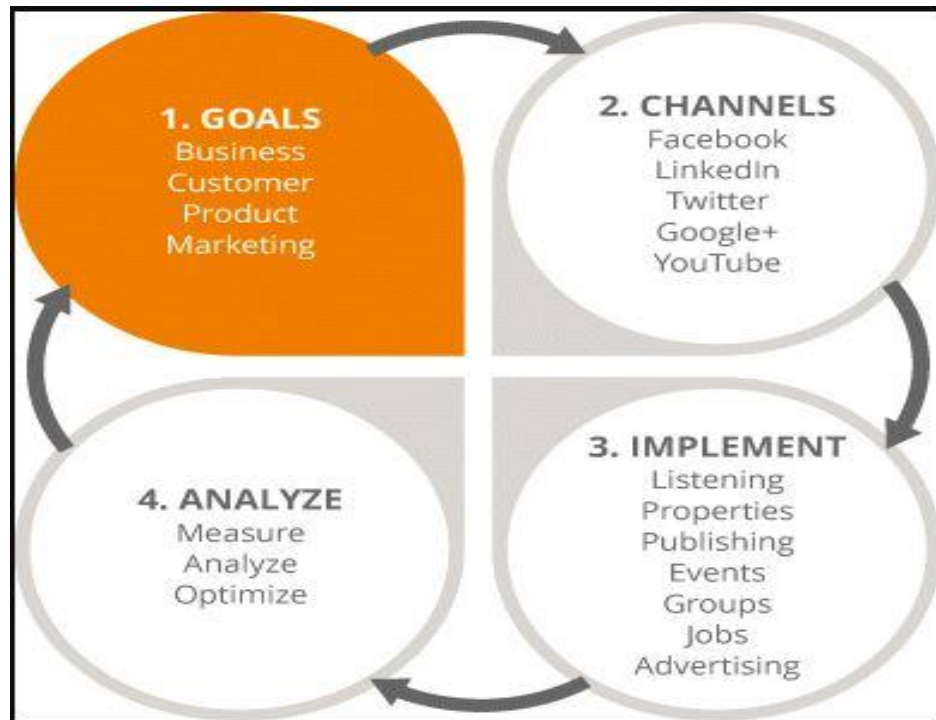 1. GOALS
Business
Customer
Product
Marketing
2. CHANNELS
Facebook
LinkedIn
Twitter
Google+
YouTube
3. IMPLEMENT
Listening
Properties
Publishing
Events
Groups
Jobs
Advertising
4. ANALYZE
Measure
Analyze
Optimize